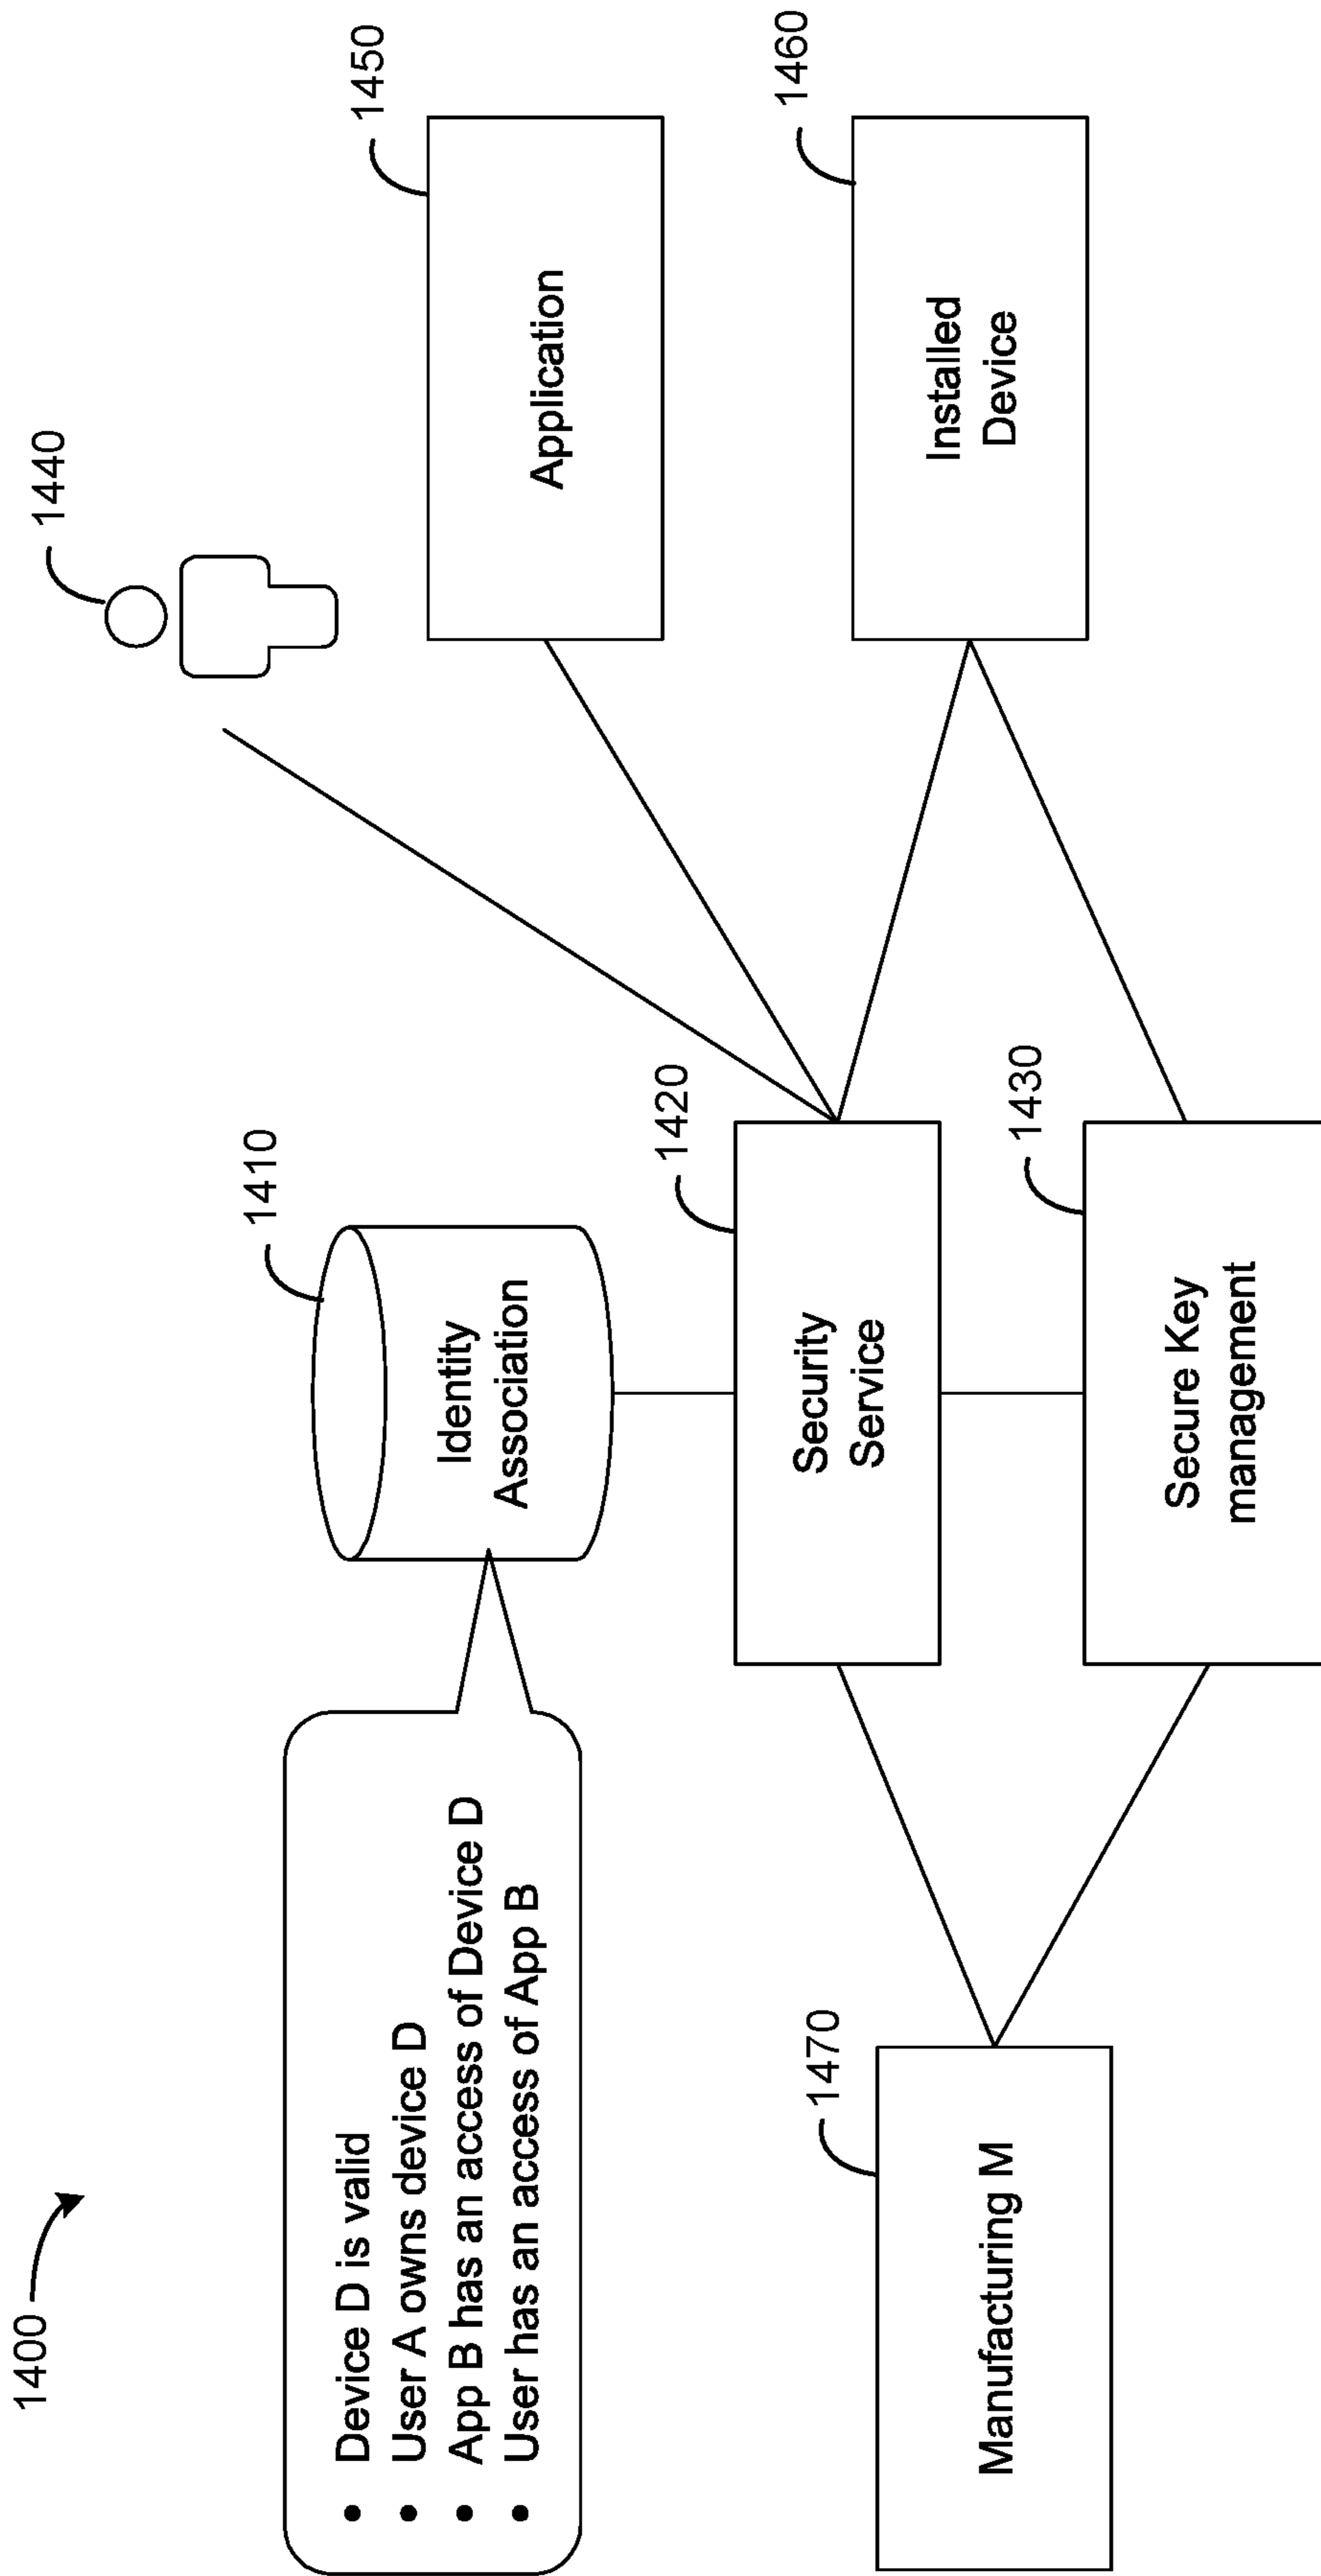 1400
1440
1450
1410
• Device D is valid
• User A owns device D
• App B has an access of Device D
• User has an access of App B
Identity
Association
Application
1420
1460
1470
Security
Service
Installed
Device
Manufacturing M
1430
Secure Key
management